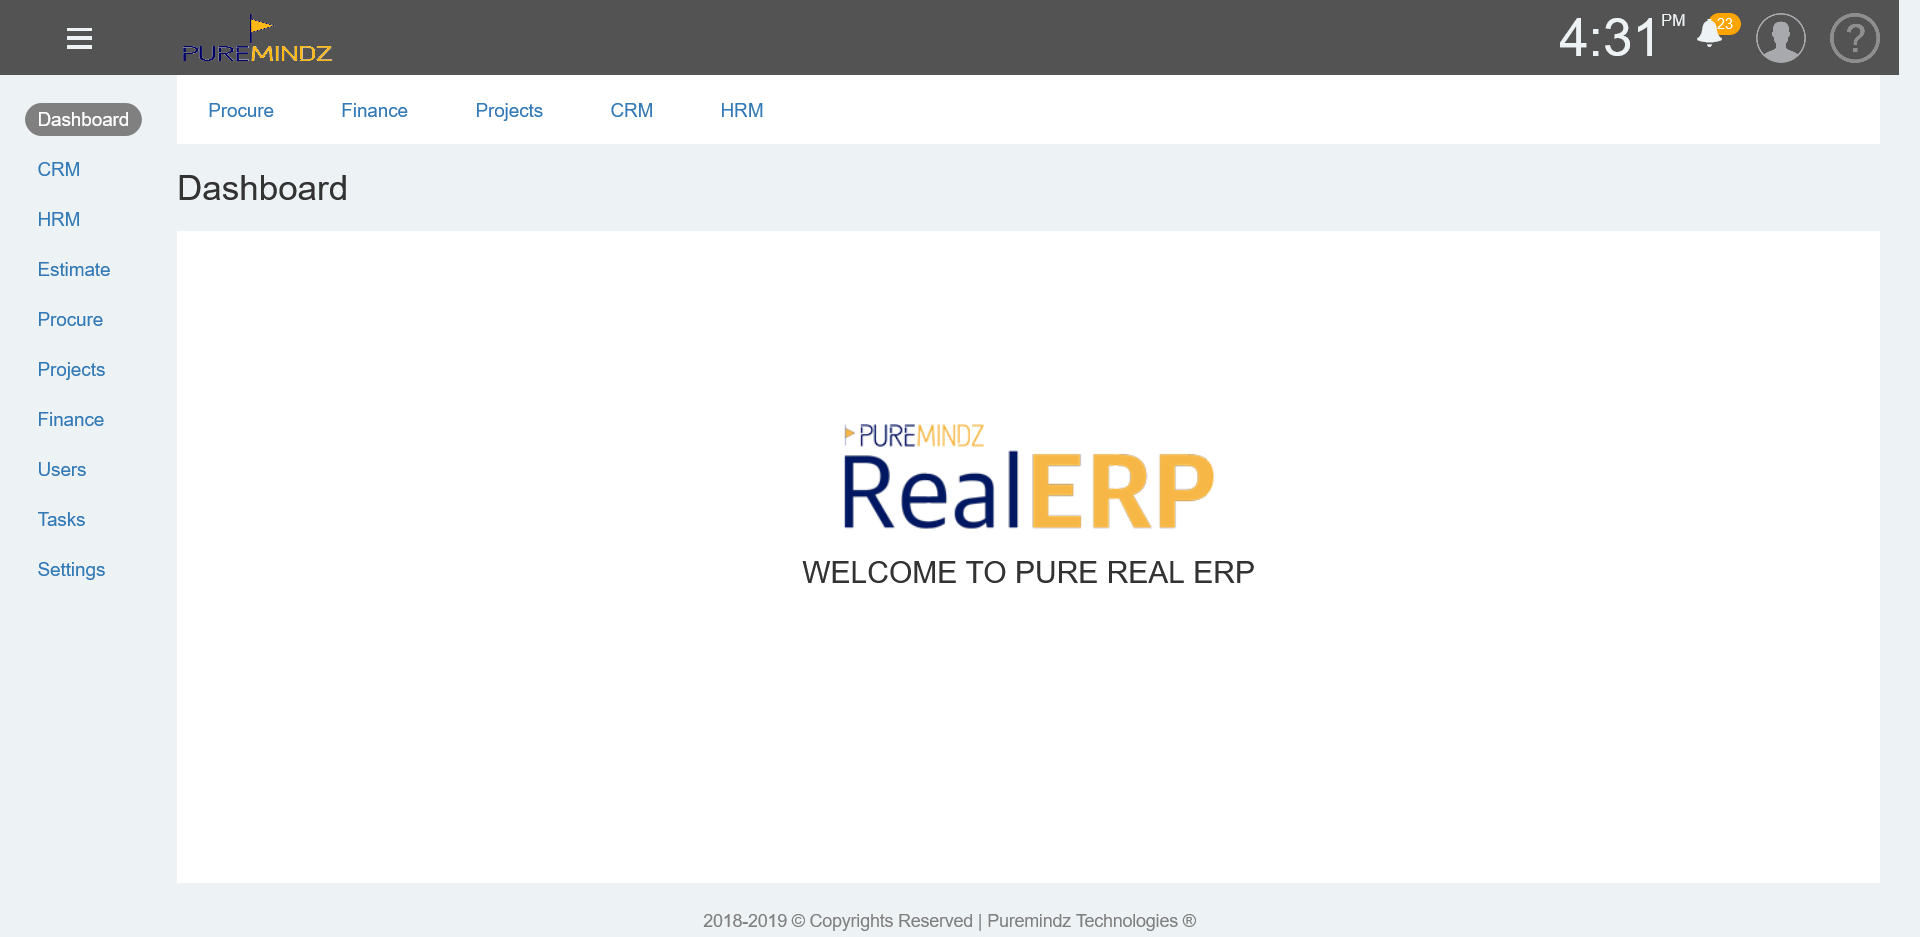 PUREMINDZ
4:31 PM
23
?
Dashboard
CRM
HRM
Estimate
Procure
Projects
Finance
Users
Tasks
Settings
Procure Finance Projects CRM HRM
Dashboard
PUREMINDZ
RealERP
WELCOME TO PURE REAL ERP
2018-2019 © Copyrights Reserved | Puremindz Technologies ®